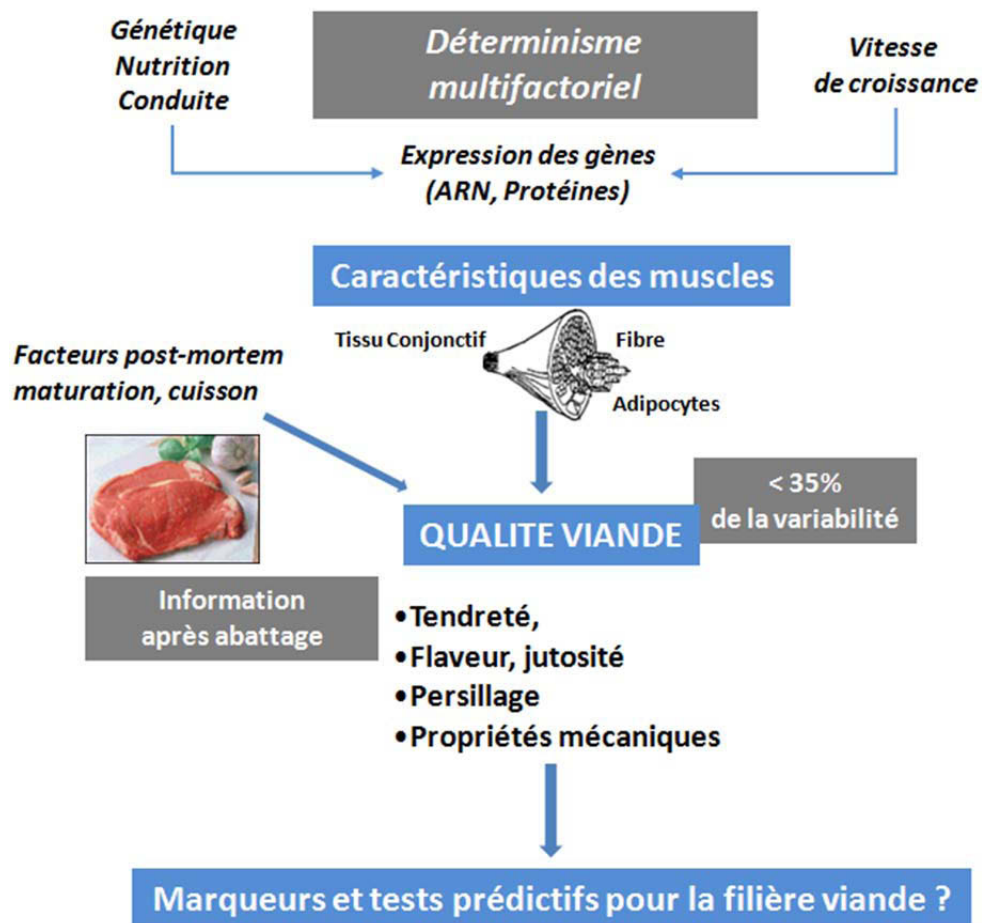 Génétique
Nutrition
Conduite
Déterminisme
multifactoriel
Vitesse
de croissance
Expression des gènes
(ARN, Protéines)
Caractéristiques des muscles
Tissu Conjonctif
Fibre
Adipocytes
Facteurs post-mortem
maturation, cuisson
< 35%
de la variabilité
QUALITE VIANDE
Information
après abattage
•Tendreté,
•Flaveur, jutosité
•Persillage
•Propriétés mécaniques
Marqueurs et tests prédictifs pour la filière viande ?